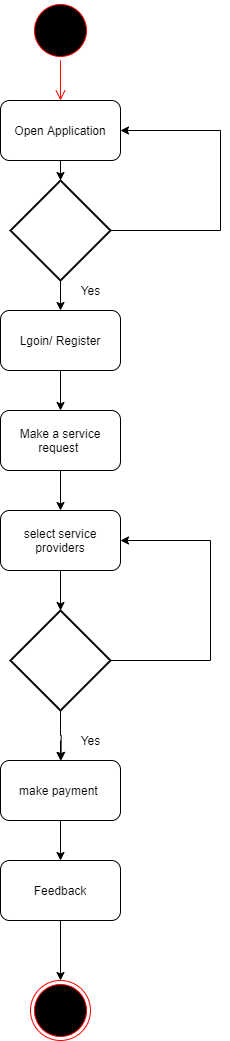 Open Application
Yes
Lgoin/ Register
Make a service
request
select service
providers
Yes
make payment
Feedback